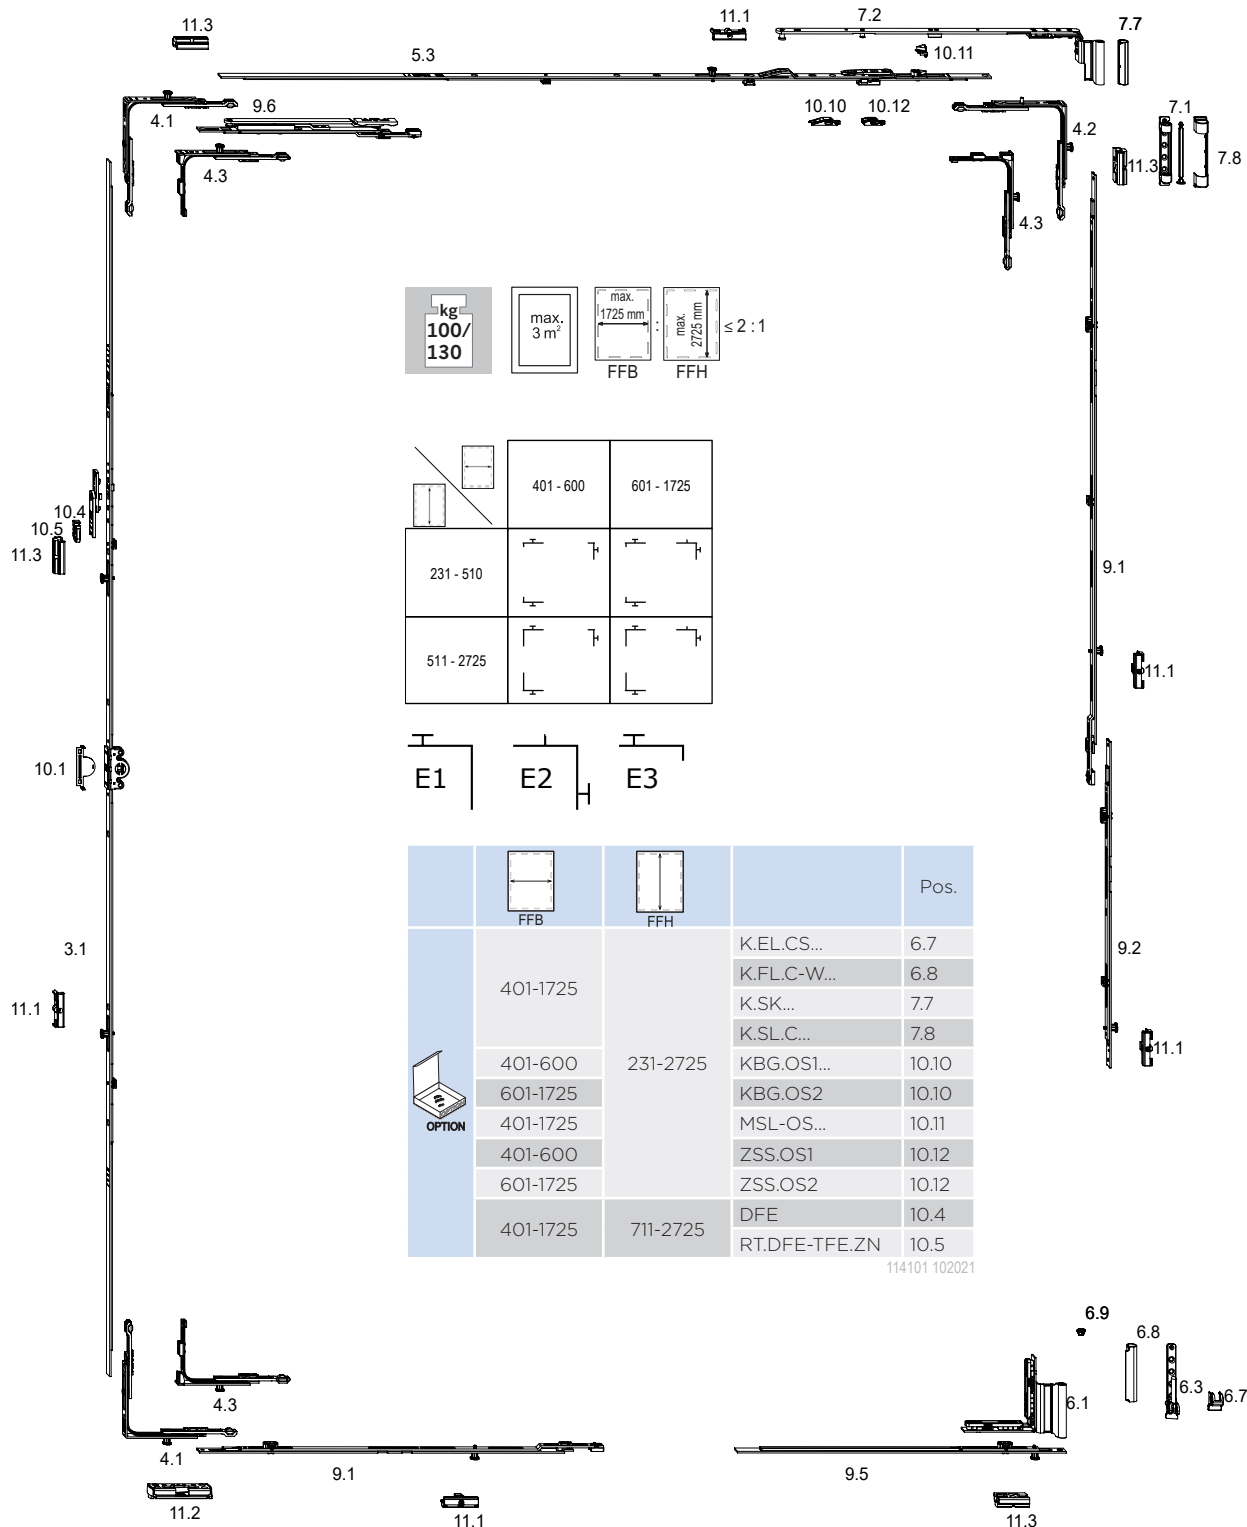 11.3
11.1
7.2
7.7
5.3
10.11
9.6
4.1
10.10
10.12
7.1
4.2
4.3
11.3
7.8
4.3
kg
100/
130
max.
3 m²
max.
1725 mm
:
max.
2725 mm
≤ 2 : 1
FFB
FFH
401 - 600
601 - 1725
10.4
10.5
11.3
231 - 510
9.1
511 - 2725
11.1
10.1
E1
E2
E3
FFB
FFH
Pos.
3.1
9.2
11.1
11.1
OPTION
401-1725
231-2725
K.EL.CS... 6.7
K.FL.C-W... 6.8
K.SK... 7.7
K.SL.C... 7.8
401-600 KBG.OS1... 10.10
601-1725 KBG.OS2 10.10
401-1725 MSL-OS... 10.11
401-600 ZSS.OS1 10.12
601-1725 ZSS.OS2 10.12
401-1725 711-2725
DFE 10.4
RT.DFE-TFE.ZN 10.5
114101 102021
6.9
6.8
4.3
6.1
6.3
6.7
4.1
9.1
9.5
11.2
11.1
11.3